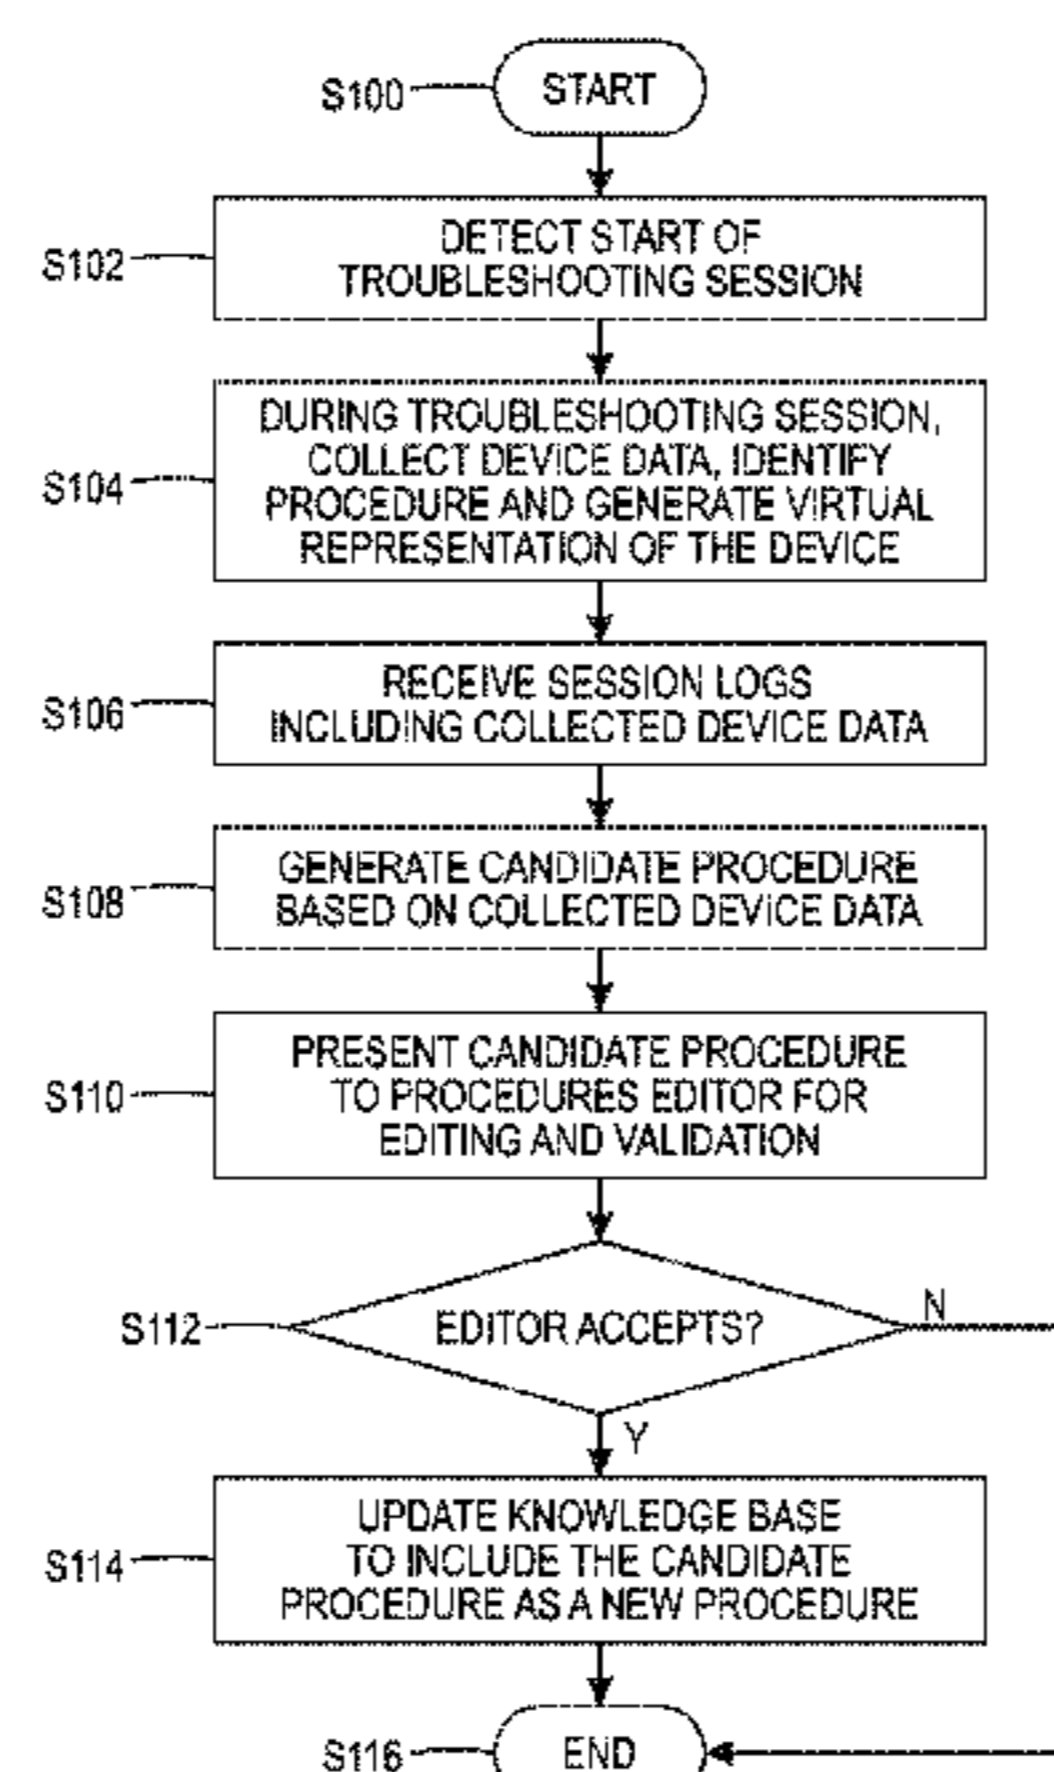 S100
START
S102
DETECT START OF
TROUBLESHOOTING SESSION
S104
DURING TROUBLESHOOTING SESSION,
COLLECT DEVICE DATA, IDENTIFY
PROCEDURE AND GENERATE VIRTUAL
REPRESENTATION OF THE DEVICE
S106
RECEIVE SESSION LOGS
INCLUDING COLLECTED DEVICE DATA
S108
GENERATE CANDIDATE PROCEDURE
BASED ON COLLECTED DEVICE DATA
S110
PRESENT CANDIDATE PROCEDURE
TO PROCEDURES EDITOR FOR
EDITING AND VALIDATION
S112
EDITOR ACCEPTS?
N
Y
S114
UPDATE KNOWLEDGE BASE
TO INCLUDE THE CANDIDATE
PROCEDURE AS A NEW PROCEDURE
S116
END